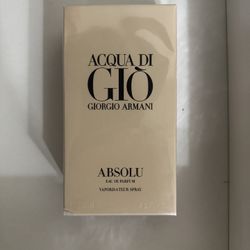 ACQUA DI
GIÒ
GIORGIO ARMANI
ABSOLU
EAU DE PARFUM
VAPORISATEUR SPRAY